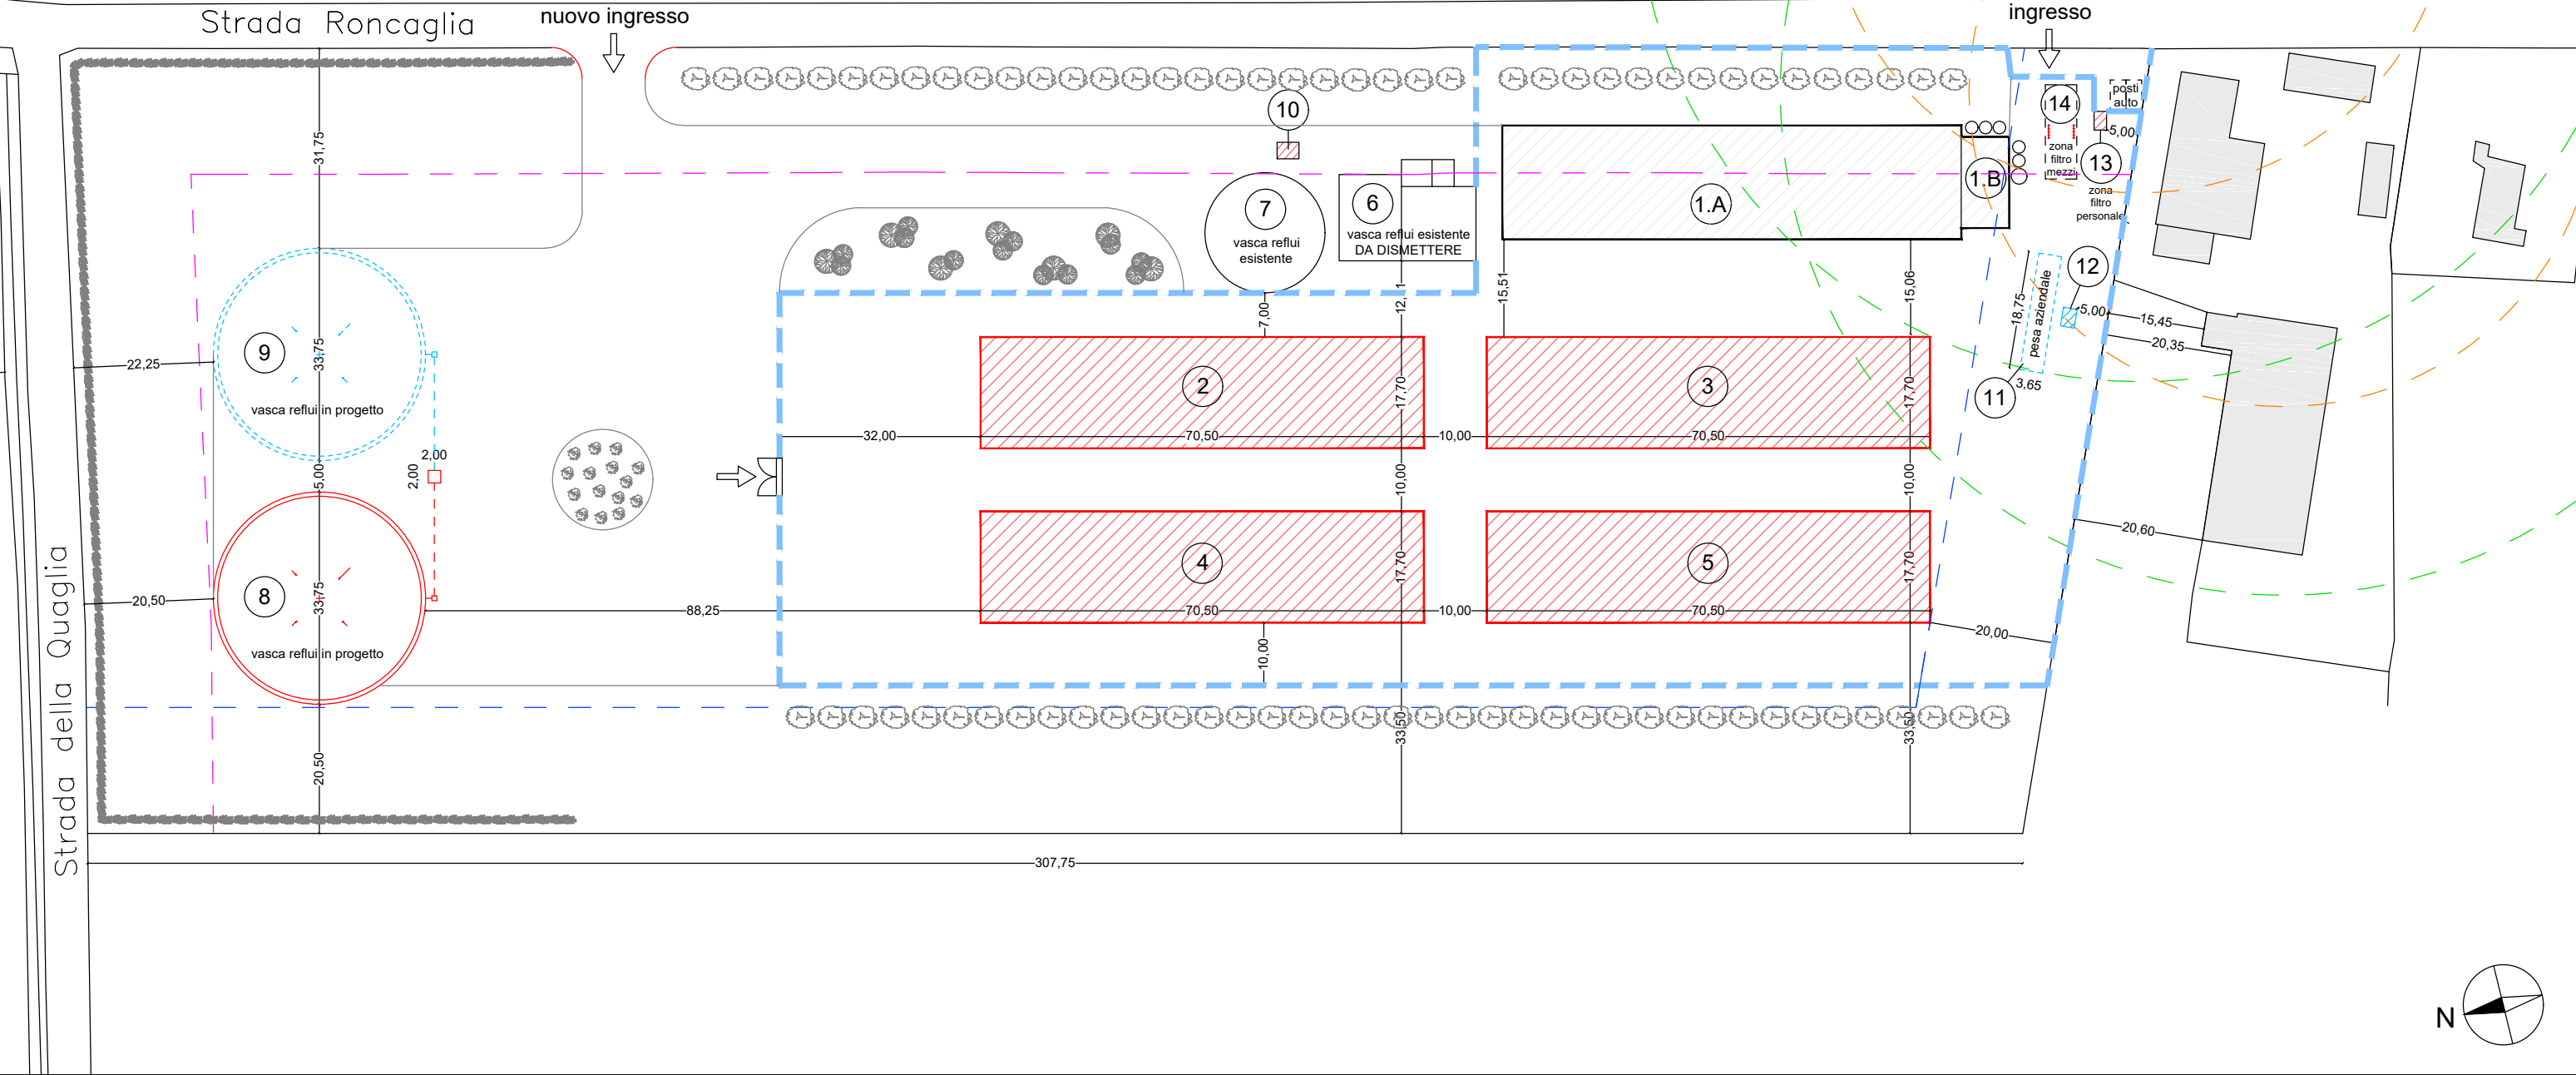 Strada Roncaglia
nuovo ingresso
ingresso
10
14
posti
auto
5,00
zona
filtro
mezzi
13
zona
filtro
personale
31,75
7
vasca reflui
esistente
6
vasca reflui esistente
DA DISMETTERE
1.A
1.B
12
5,00
15,45
20,35
18,75
pesa aziendale
3,65
11
15,51
15,06
7,00
22,25
9
33,75
vasca reflui in progetto
2
17,70
3
17,70
32,00
70,50
10,00
70,50
2,00
2,00
5,00
10,00
10,00
20,60
4
17,70
5
17,70
20,50
8
33,75
88,25
70,50
10,00
70,50
20,00
vasca reflui in progetto
10,00
Strada della Quaglia
20,50
33,50
33,50
307,75
N